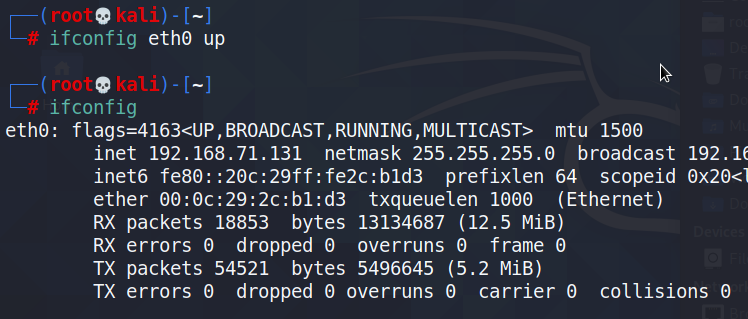 (root💀kali)-[~]
# ifconfig eth0 up
(root💀kali)-[~]
# ifconfig
eth0: flags=4163<UP,BROADCAST,RUNNING,MULTICAST>  mtu 1500
inet 192.168.71.131  netmask 255.255.255.0  broadcast 192.16
inet6 fe80::20c:29ff:fe2c:b1d3  prefixlen 64  scopeid 0x20<l
ether 00:0c:29:2c:b1:d3  txqueuelen 1000  (Ethernet)
RX packets 18853  bytes 13134687 (12.5 MiB)
RX errors 0  dropped 0  overruns 0  frame 0
TX packets 54521  bytes 5496645 (5.2 MiB)
TX errors 0  dropped 0 overruns 0  carrier 0  collisions 0
Devices